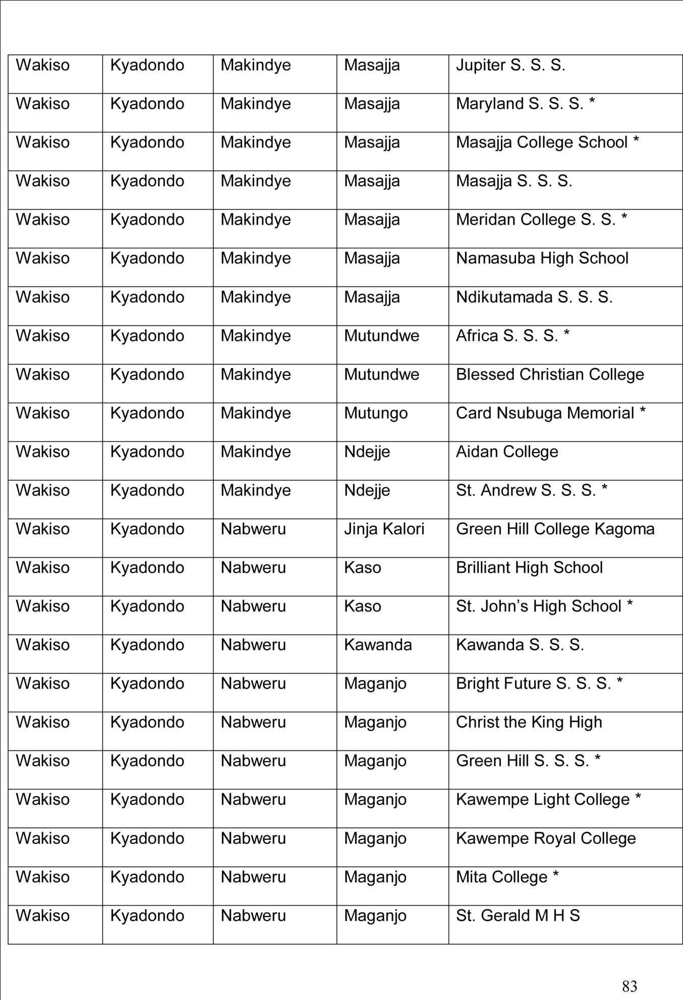 Wakiso Kyadondo Makindye Masajja Jupiter S. S. S.
Wakiso Kyadondo Makindye Masajja Maryland S. S. S. *
Wakiso Kyadondo Makindye Masajja Masajja College School *
Wakiso Kyadondo Makindye Masajja Masajja S. S. S.
Wakiso Kyadondo Makindye Masajja Meridan College S. S. *
Wakiso Kyadondo Makindye Masajja Namasuba High School
Wakiso Kyadondo Makindye Masajja Ndikutamada S. S. S.
Wakiso Kyadondo Makindye Mutundwe Africa S. S. S. *
Wakiso Kyadondo Makindye Mutundwe Blessed Christian College
Wakiso Kyadondo Makindye Mutungo Card Nsubuga Memorial *
Wakiso Kyadondo Makindye Ndejje Aidan College
Wakiso Kyadondo Makindye Ndejje St. Andrew S. S. S. *
Wakiso Kyadondo Nabweru Jinja Kalori Green Hill College Kagoma
Wakiso Kyadondo Nabweru Kaso Brilliant High School
Wakiso Kyadondo Nabweru Kaso St. John’s High School *
Wakiso Kyadondo Nabweru Kawanda Kawanda S. S. S.
Wakiso Kyadondo Nabweru Maganjo Bright Future S. S. S. *
Wakiso Kyadondo Nabweru Maganjo Christ the King High
Wakiso Kyadondo Nabweru Maganjo Green Hill S. S. S. *
Wakiso Kyadondo Nabweru Maganjo Kawempe Light College *
Wakiso Kyadondo Nabweru Maganjo Kawempe Royal College
Wakiso Kyadondo Nabweru Maganjo Mita College *
Wakiso Kyadondo Nabweru Maganjo St. Gerald M H S
83